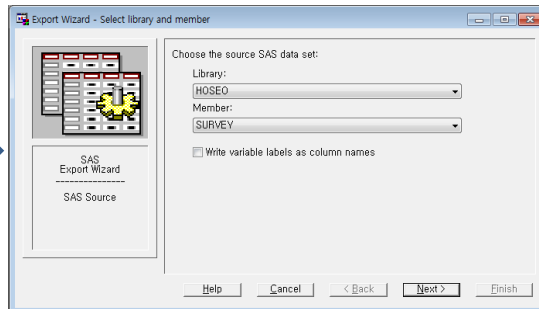 Export Wizard - Select library and member
Choose the source SAS data set:
Library:
HOSEO
Member:
SURVEY
Write variable labels as column names
SAS
Export Wizard
---------------
SAS Source
Help
Cancel
< Back
Next >
Finish